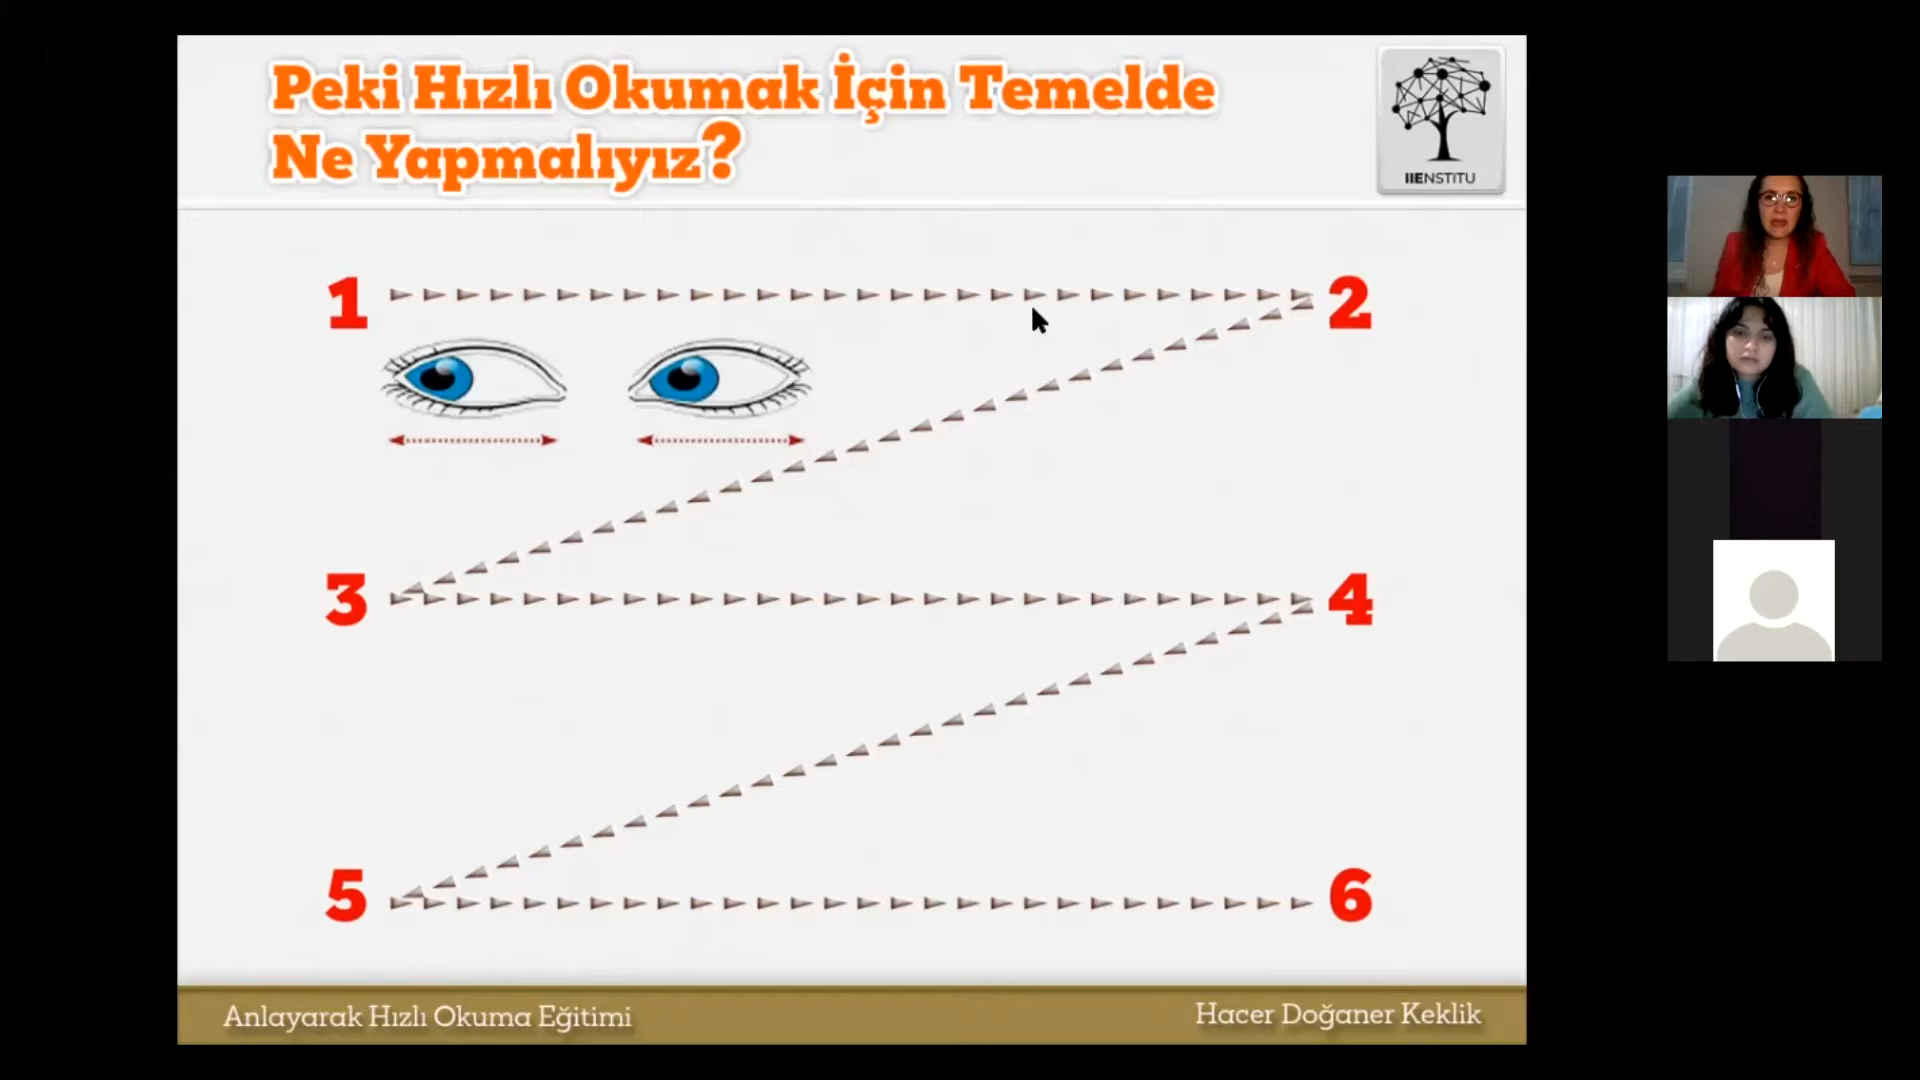 Peki Hızlı Okumak İçin Temelde
Ne Yapmalıyız?
IIENSTITU
1
2
3
4
5
6
Anlayarak Hızlı Okuma Eğitimi
Hacer Doğaner Keklik